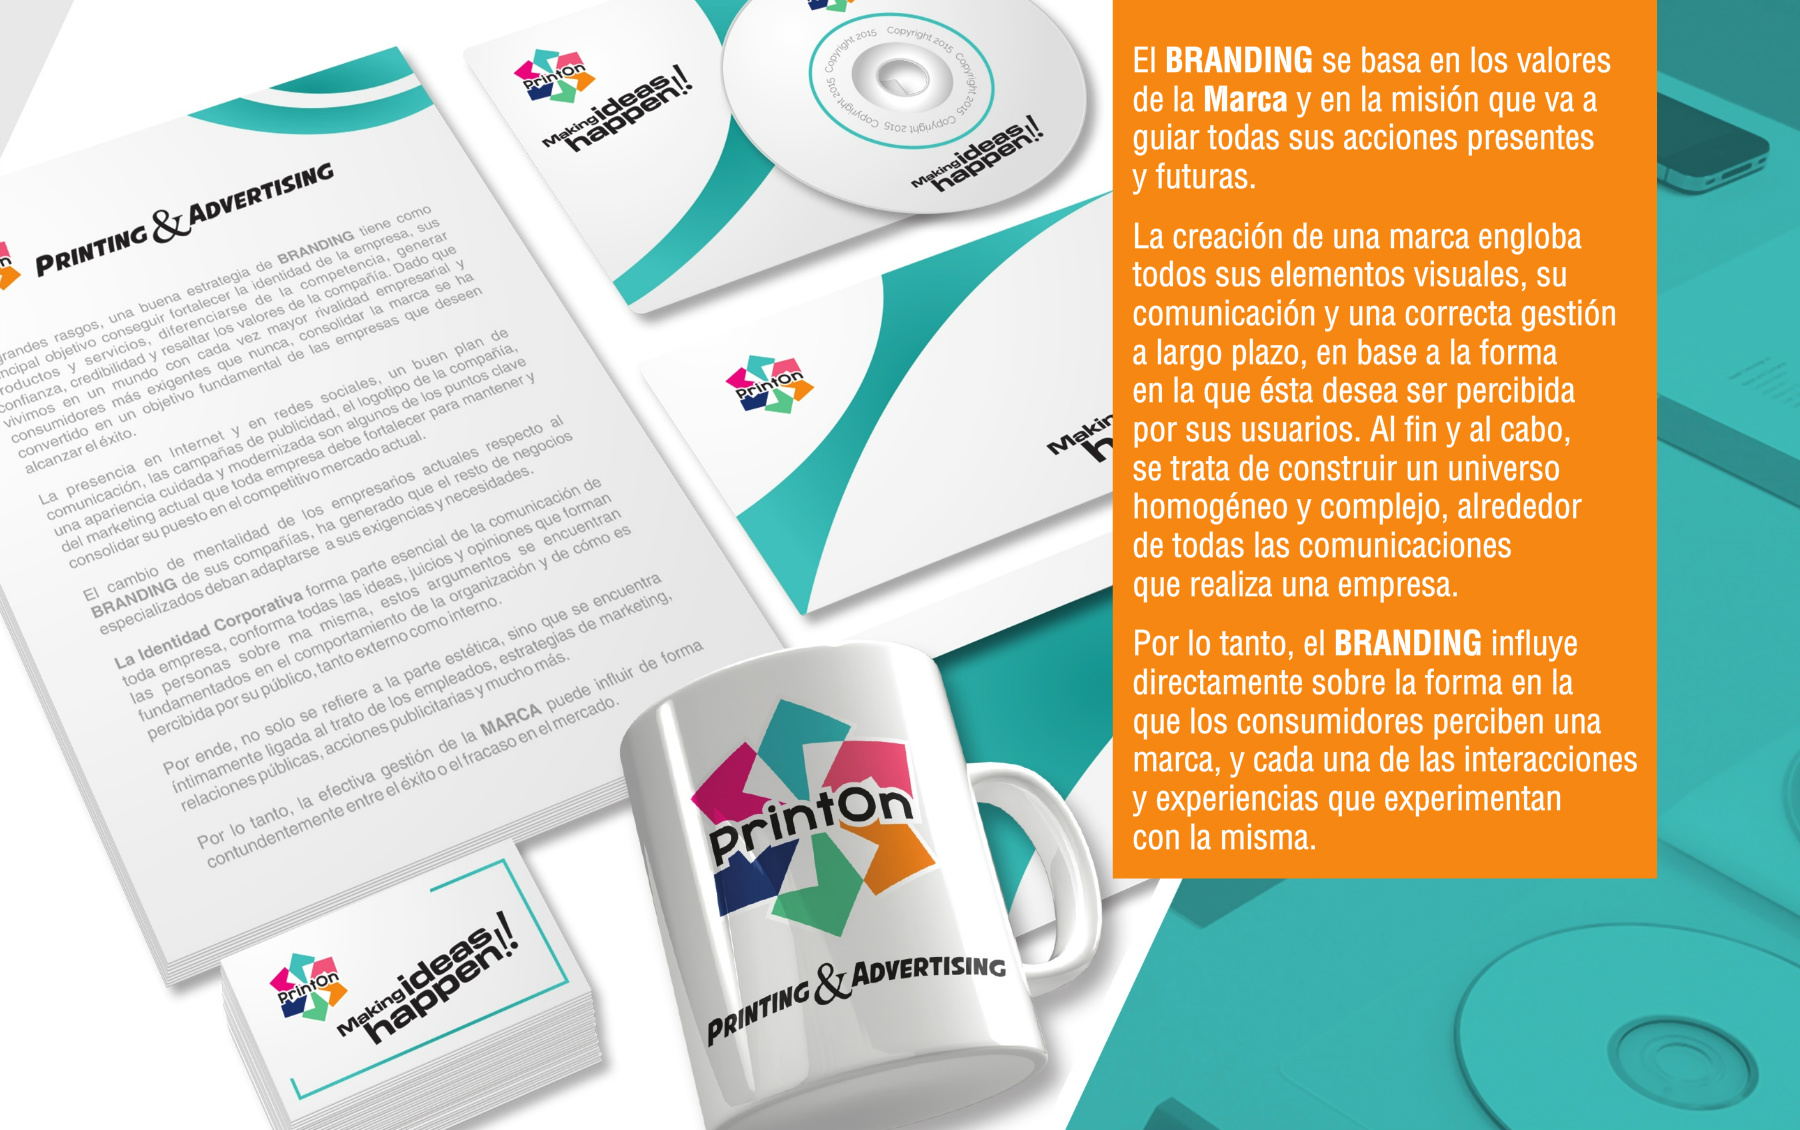 PRINTING & ADVERTISING
grandes rasgos, una buena estrategia de BRANDING tiene como
objetivo conseguir fortalecer la identidad de la empresa, sus
productos y servicios, diferenciarse de la competencia, generar
confianza, credibilidad y resaltar los valores de la compañía. Dado que
vivimos en un mundo con cada vez mayor rivalidad empresarial y
consumidores más exigentes que nunca, consolidar la marca se ha
convertido en un objetivo fundamental de las empresas que deseen
alcanzar el éxito.
La presencia en Internet y en redes sociales, un buen plan de
comunicación, las campañas de publicidad, el logotipo de la compañía,
una apariencia cuidada y modernizada son algunos de los puntos clave
del marketing actual que toda empresa debe fortalecer para mantener y
consolidar su puesto en el competitivo mercado actual.
El cambio de mentalidad de los empresarios actuales respecto al
BRANDING de sus compañías, ha generado que el resto de negocios
especializados deban adaptarse a sus exigencias y necesidades.
La Identidad Corporativa forma parte esencial de la comunicación de
toda empresa, conforma todas las ideas, juicios y opiniones que forman
las personas sobre ma misma, estos argumentos se encuentran
fundamentados en el comportamiento de la organización y de cómo es
percibida por su público, tanto externo como interno.
Por ende, no solo se refiere a la parte estética, sino que se encuentra
íntimamente ligada al trato de los empleados, estrategias de marketing,
relaciones públicas, acciones publicitarias y mucho más.
Por lo tanto, la efectiva gestión de la MARCA puede influir de forma
contundentemente entre el éxito o el fracaso en el mercado.
PrintOn
Making ideas
happen!!
Copyright 2015 Copyright 2015 Copyright 2015 Copyright 2015 Copyright 2015
Making ideas
happen!!
PrintOn
PrintOn
Making ideas
happen!!
PrintOn
PRINTING & ADVERTISING
El BRANDING se basa en los valores
de la Marca y en la misión que va a
guiar todas sus acciones presentes
y futuras.
La creación de una marca engloba
todos sus elementos visuales, su
comunicación y una correcta gestión
a largo plazo, en base a la forma
en la que ésta desea ser percibida
por sus usuarios. Al fin y al cabo,
se trata de construir un universo
homogéneo y complejo, alrededor
de todas las comunicaciones
que realiza una empresa.
Por lo tanto, el BRANDING influye
directamente sobre la forma en la
que los consumidores perciben una
marca, y cada una de las interacciones
y experiencias que experimentan
con la misma.